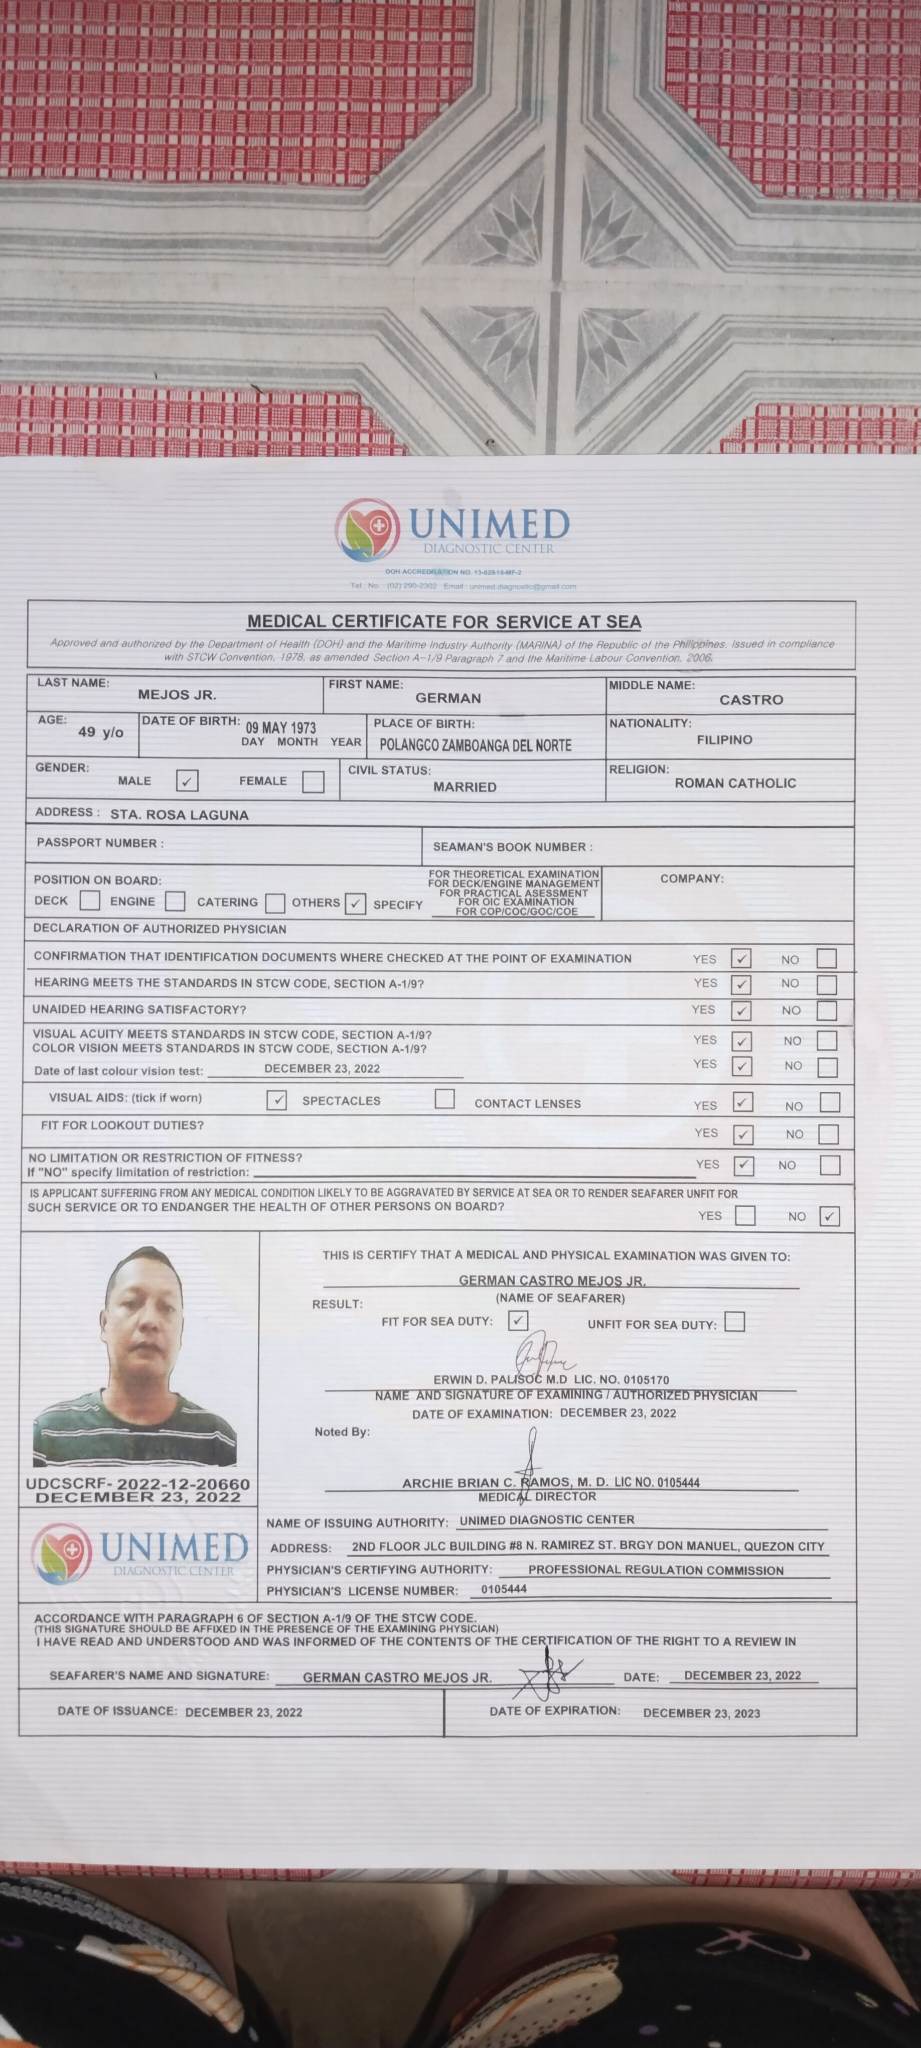 UNIMED
DIAGNOSTIC CENTER
DOH ACCREDITATION NO.
Tel. No. : (02) 290-2302 Email : unimed.diagnostic@gmail.com
MEDICAL CERTIFICATE FOR SERVICE AT SEA
Approved and authorized by the Department of Health (DOH) and the Maritime Industry Authority (MARINA) of the Republic of the Philippines. Issued in compliance
with STCW Convention, 1978, as amended Section A-1/9 Paragraph 7 and the Maritime Labour Convention, 2006.
LAST NAME: MEJOS JR. FIRST NAME: GERMAN MIDDLE NAME: CASTRO
AGE: 49 y/o DATE OF BIRTH: 09 MAY 1973 DAY MONTH YEAR PLACE OF BIRTH: POLANGCO ZAMBOANGA DEL NORTE NATIONALITY: FILIPINO
GENDER: MALE ✓ FEMALE CIVIL STATUS: MARRIED RELIGION: ROMAN CATHOLIC
ADDRESS : STA. ROSA LAGUNA
PASSPORT NUMBER : SEAMAN'S BOOK NUMBER :
POSITION ON BOARD:
DECK ENGINE CATERING OTHERS ✓ SPECIFY
FOR THEORETICAL EXAMINATION
FOR DECK/ENGINE MANAGEMENT
FOR PRACTICAL ASESSMENT
FOR OIC EXAMINATION
FOR COP/COC/GOC/COE
COMPANY:
DECLARATION OF AUTHORIZED PHYSICIAN
CONFIRMATION THAT IDENTIFICATION DOCUMENTS WHERE CHECKED AT THE POINT OF EXAMINATION YES ✓ NO
HEARING MEETS THE STANDARDS IN STCW CODE, SECTION A-1/9? YES ✓ NO
UNAIDED HEARING SATISFACTORY? YES ✓ NO
VISUAL ACUITY MEETS STANDARDS IN STCW CODE, SECTION A-1/9? YES ✓ NO
COLOR VISION MEETS STANDARDS IN STCW CODE, SECTION A-1/9? YES ✓ NO
Date of last colour vision test: DECEMBER 23, 2022
VISUAL AIDS: (tick if worn) ✓ SPECTACLES CONTACT LENSES YES ✓ NO
FIT FOR LOOKOUT DUTIES? YES ✓ NO
NO LIMITATION OR RESTRICTION OF FITNESS? YES ✓ NO
If "NO" specify limitation of restriction:
IS APPLICANT SUFFERING FROM ANY MEDICAL CONDITION LIKELY TO BE AGGRAVATED BY SERVICE AT SEA OR TO RENDER SEAFARER UNFIT FOR
SUCH SERVICE OR TO ENDANGER THE HEALTH OF OTHER PERSONS ON BOARD? YES NO ✓
THIS IS CERTIFY THAT A MEDICAL AND PHYSICAL EXAMINATION WAS GIVEN TO:
GERMAN CASTRO MEJOS JR.
(NAME OF SEAFARER)
RESULT:
FIT FOR SEA DUTY: ✓ UNFIT FOR SEA DUTY:
ERWIN D. PALISOC M.D LIC. NO. 0105170
NAME AND SIGNATURE OF EXAMINING / AUTHORIZED PHYSICIAN
DATE OF EXAMINATION: DECEMBER 23, 2022
Noted By:
ARCHIE BRIAN C. RAMOS, M. D. LIC NO. 0105444
MEDICAL DIRECTOR
UDCSCRF- 2022-12-20660
DECEMBER 23, 2022
UNIMED
DIAGNOSTIC CENTER
NAME OF ISSUING AUTHORITY: UNIMED DIAGNOSTIC CENTER
ADDRESS: 2ND FLOOR JLC BUILDING #8 N. RAMIREZ ST. BRGY DON MANUEL, QUEZON CITY
PHYSICIAN'S CERTIFYING AUTHORITY: PROFESSIONAL REGULATION COMMISSION
PHYSICIAN'S LICENSE NUMBER: 0105444
ACCORDANCE WITH PARAGRAPH 6 OF SECTION A-1/9 OF THE STCW CODE.
(THIS SIGNATURE SHOULD BE AFFIXED IN THE PRESENCE OF THE EXAMINING PHYSICIAN)
I HAVE READ AND UNDERSTOOD AND WAS INFORMED OF THE CONTENTS OF THE CERTIFICATION OF THE RIGHT TO A REVIEW IN
SEAFARER'S NAME AND SIGNATURE: GERMAN CASTRO MEJOS JR. DATE: DECEMBER 23, 2022
DATE OF ISSUANCE: DECEMBER 23, 2022 DATE OF EXPIRATION: DECEMBER 23, 2023